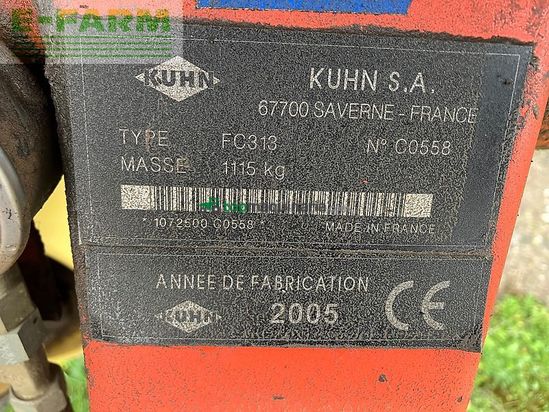 E-FARM
KUHN
KUHN S.A.
67700 SAVERNE - FRANCE
TYPE FC313 N° C0558
MASSE 1115 kg
* 1072500 C0558 *
MADE IN FRANCE
ANNEE DE FABRICATION
KUHN 2005 CE